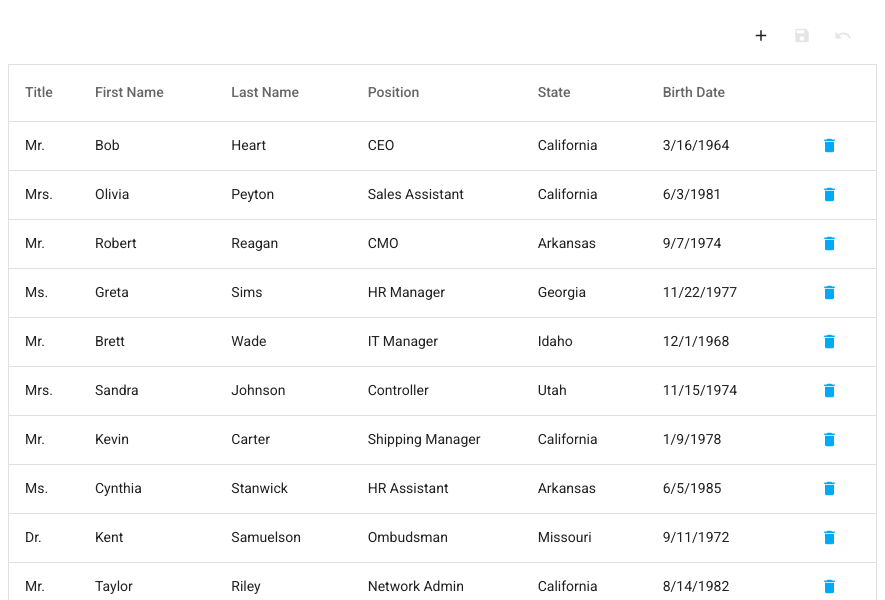 Title First Name Last Name Position State Birth Date
Mr. Bob Heart CEO California 3/16/1964
Mrs. Olivia Peyton Sales Assistant California 6/3/1981
Mr. Robert Reagan CMO Arkansas 9/7/1974
Ms. Greta Sims HR Manager Georgia 11/22/1977
Mr. Brett Wade IT Manager Idaho 12/1/1968
Mrs. Sandra Johnson Controller Utah 11/15/1974
Mr. Kevin Carter Shipping Manager California 1/9/1978
Ms. Cynthia Stanwick HR Assistant Arkansas 6/5/1985
Dr. Kent Samuelson Ombudsman Missouri 9/11/1972
Mr. Taylor Riley Network Admin California 8/14/1982